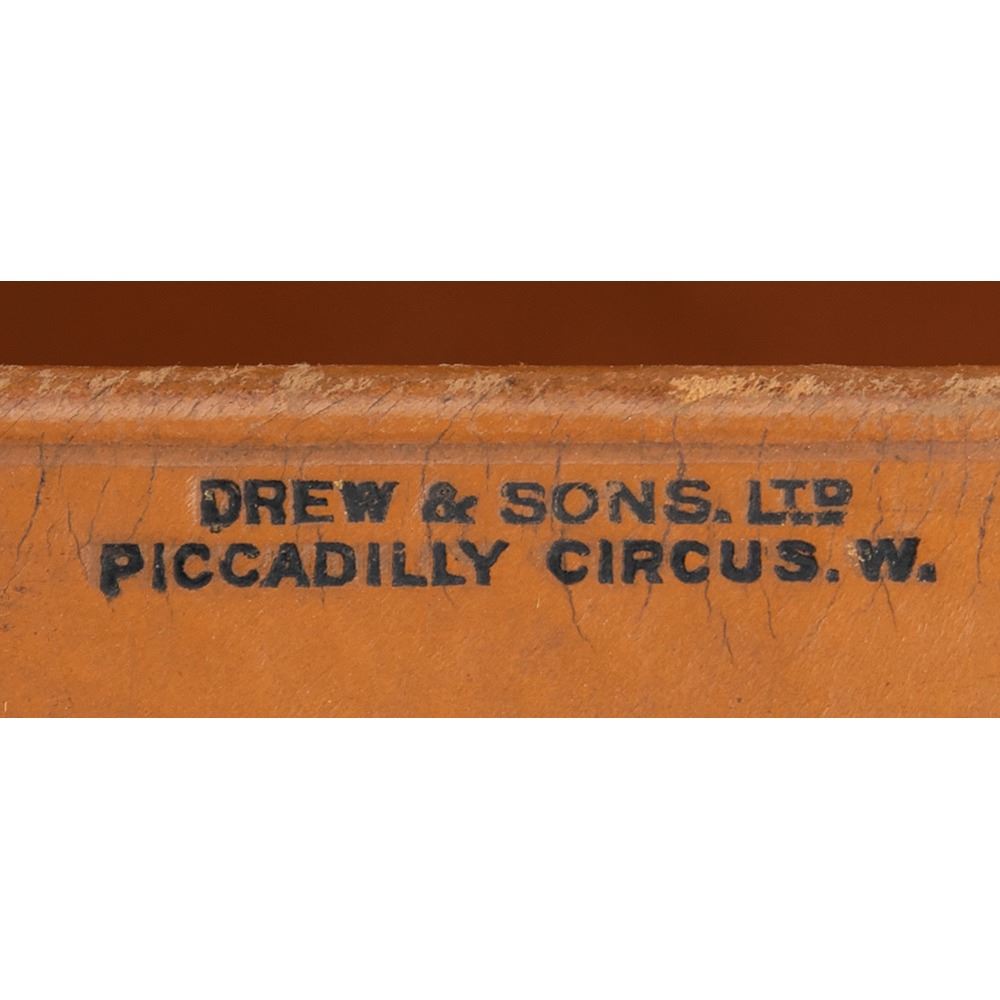 DREW & SONS. LTD
PICCADILLY CIRCUS. W.